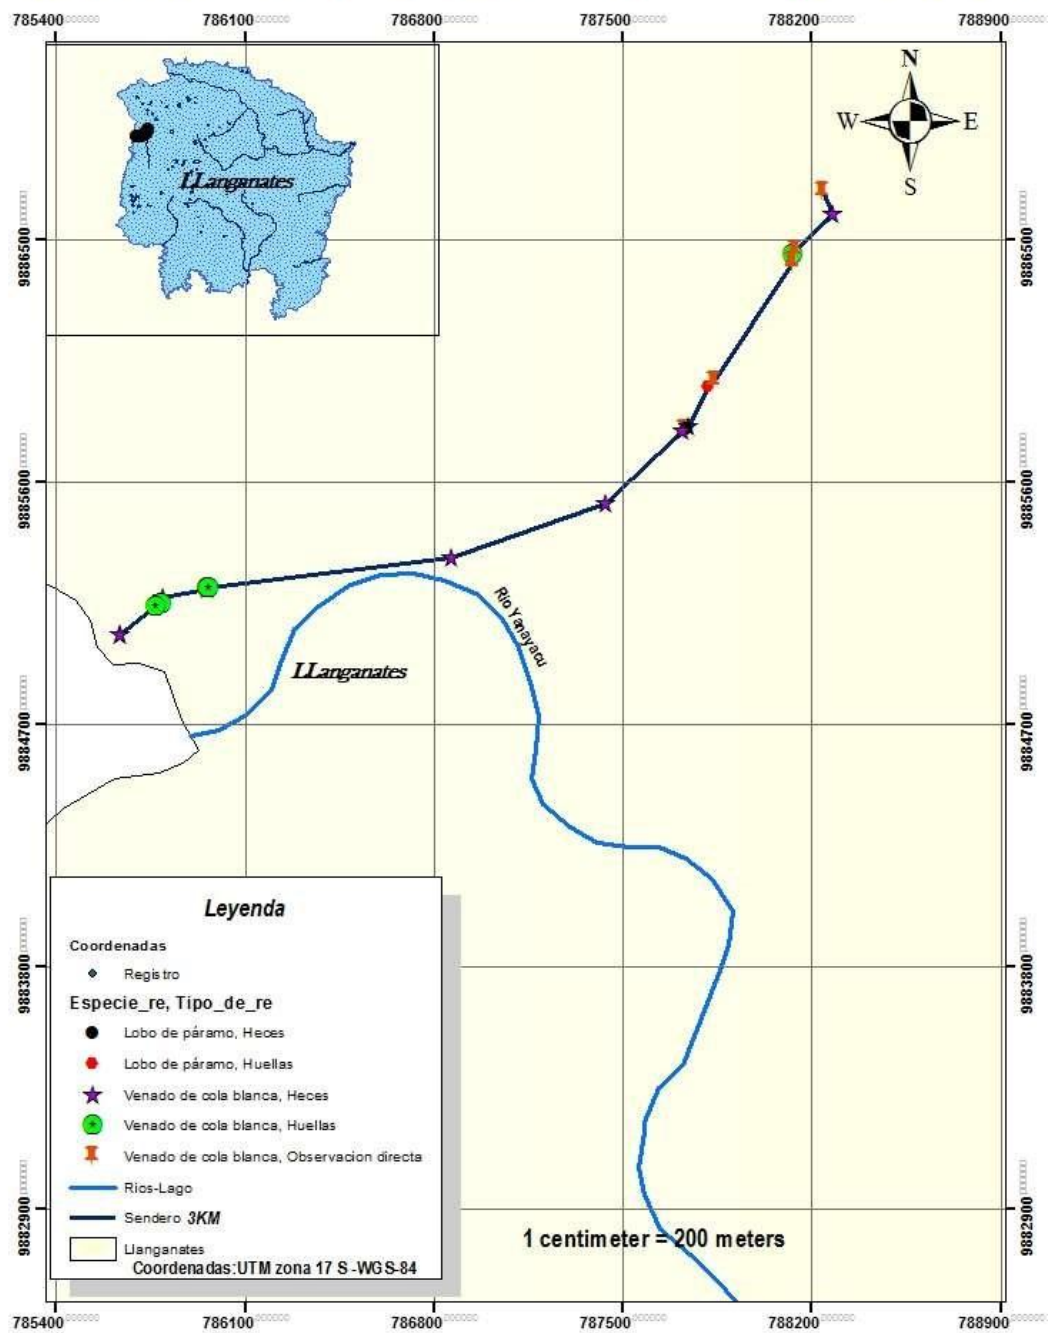 785400 786100 786800 787500 788200 788900
N
W E
S
LLanganates
9886500 9886500
9885600 9885600
Rio Yanayacu
LLanganates
9884700 9884700
Leyenda
Coordenadas
Registro
9883800 9883800
Especie_re, Tipo_de_re
Lobo de páramo, Heces
Lobo de páramo, Huellas
Venado de cola blanca, Heces
Venado de cola blanca, Huellas
Venado de cola blanca, Observacion directa
Rios-Lago
Sendero 3KM
9882900 9882900
1 centimeter = 200 meters
Llanganates
Coordenadas:UTM zona 17 S -WGS-84
785400 786100 786800 787500 788200 788900